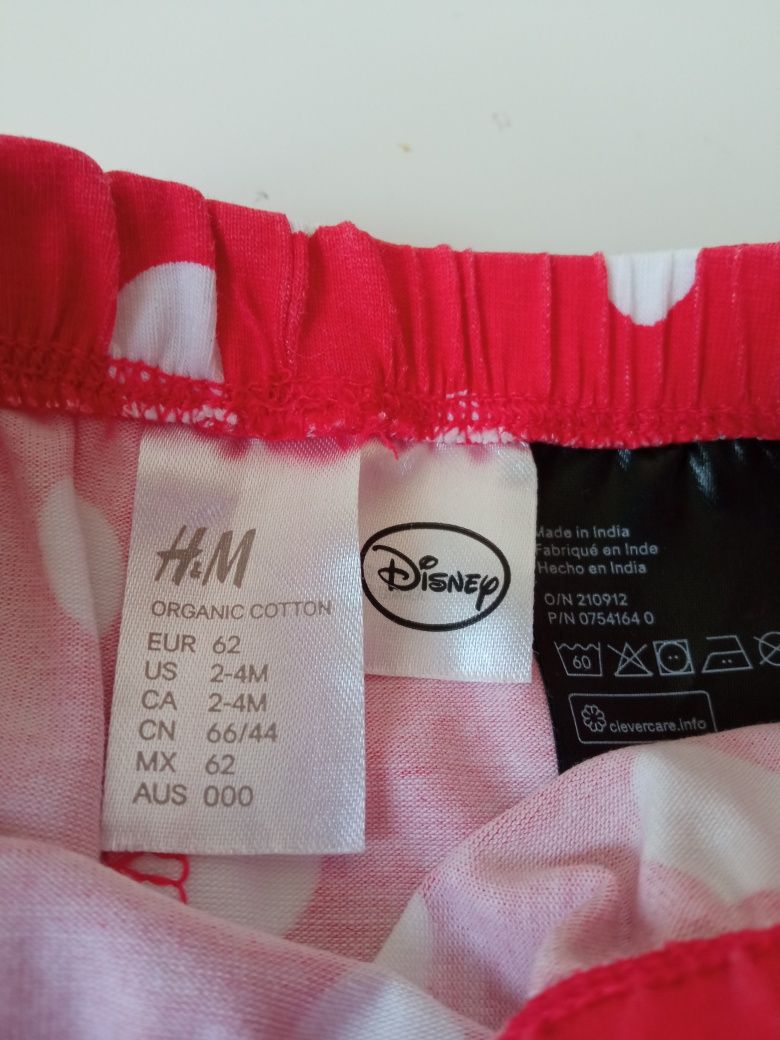 H&M
ORGANIC COTTON
EUR 62
US 2-4M
CA 2-4M
CN 66/44
MX 62
AUS 000
Disney
Made in India
Fabriqué en Inde
Hecho en India
O/N 210912
P/N 0754164 0
60
clevercare.info